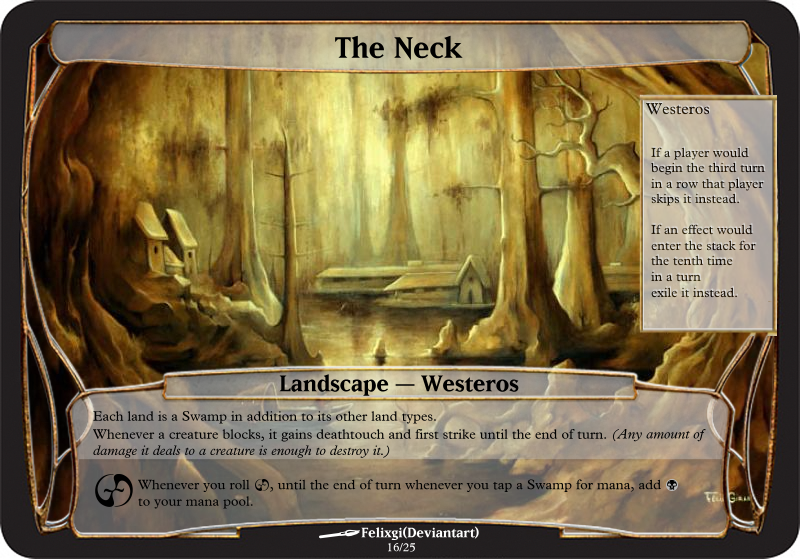 The Neck
Westeros
If a player would
begin the third turn
in a row that player
skips it instead.
If an effect would
enter the stack for
the tenth time
in a turn
exile it instead.
Landscape — Westeros
Each land is a Swamp in addition to its other land types.
Whenever a creature blocks, it gains deathtouch and first strike until the end of turn. (Any amount of
damage it deals to a creature is enough to destroy it.)
Whenever you roll , until the end of turn whenever you tap a Swamp for mana, add
to your mana pool.
Felixgi(Deviantart)
16/25